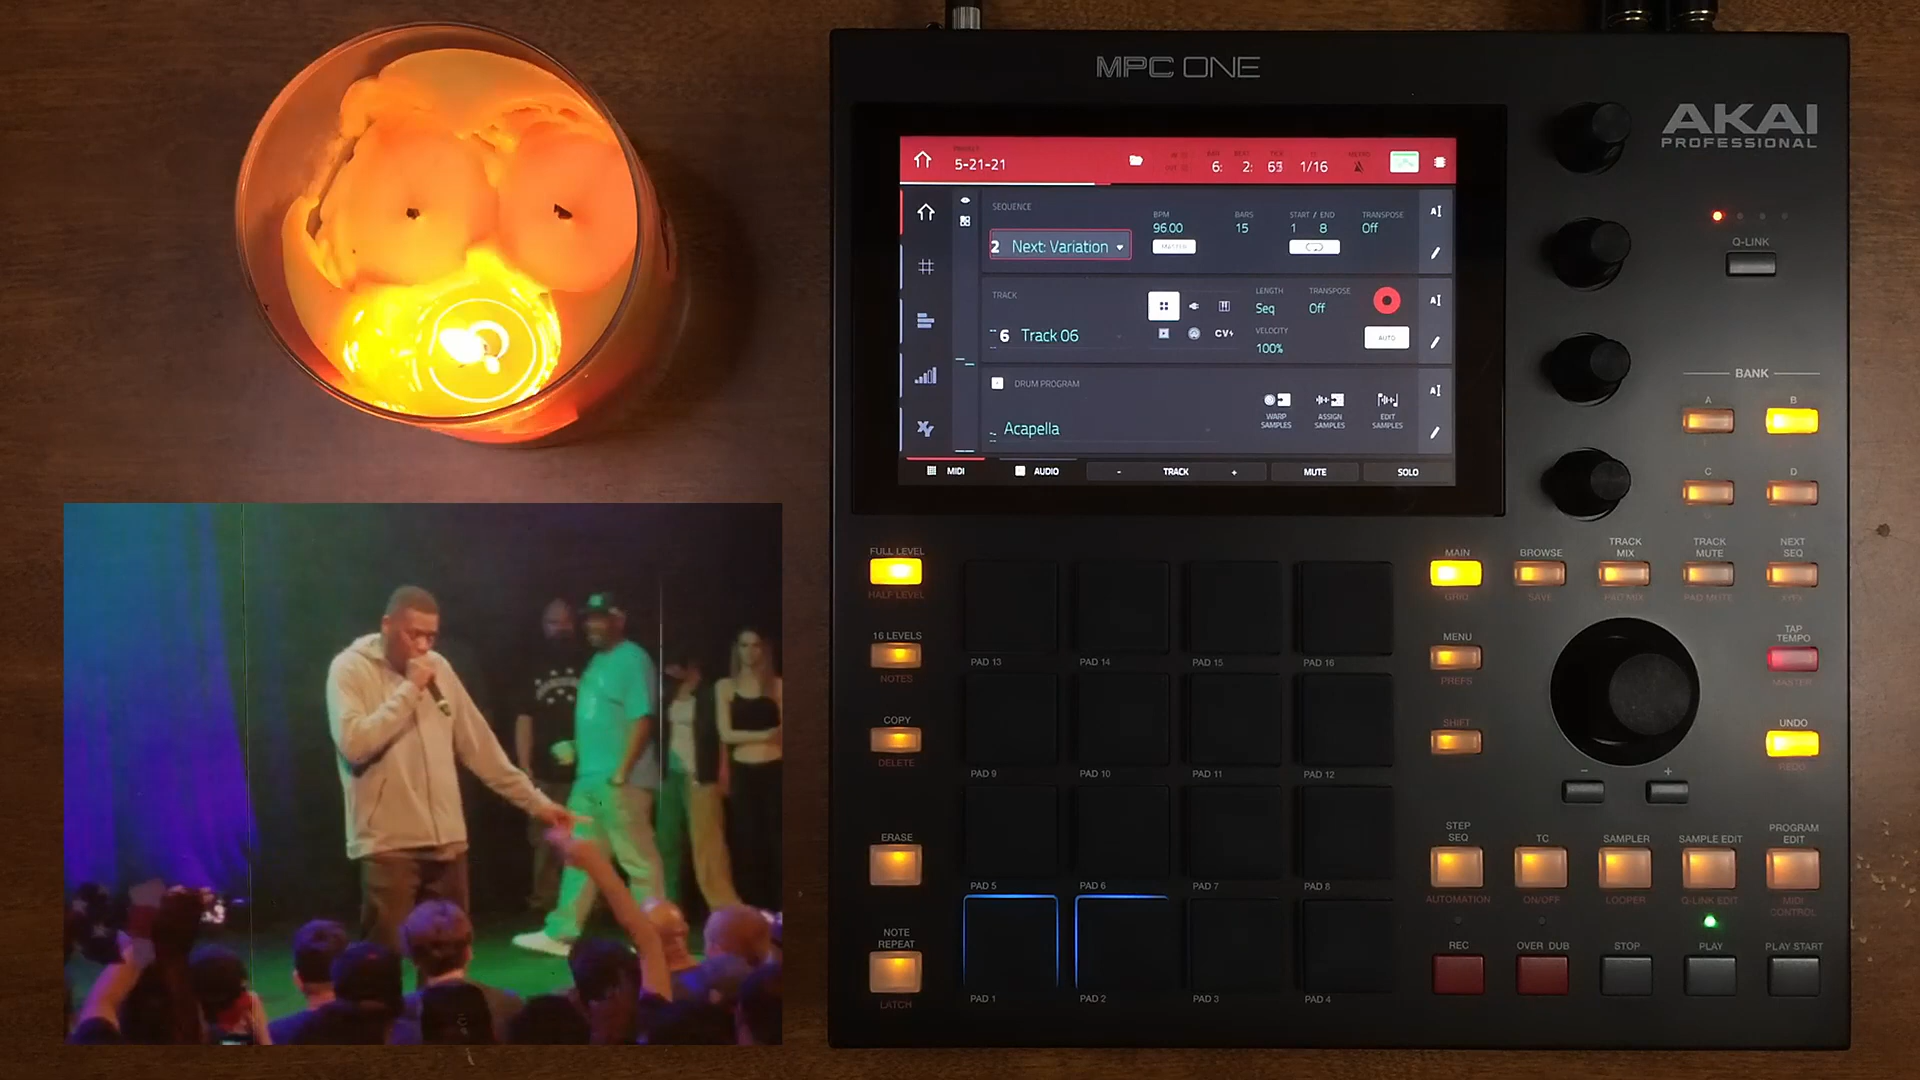 MPC ONE
AKAI
PROFESSIONAL
5-21-21
6: 2: 1/16
SEQUENCE
2 Next: Variation
BPM
96.00
BARS
15
START / END
1 8
TRANSPOSE
Off
TRACK
6 Track 06
CV
LENGTH
Seq
TRANSPOSE
Off
VELOCITY
100%
AUTO
DRUM PROGRAM
Acapella
WARP
SAMPLES
ASSIGN
SAMPLES
EDIT
SAMPLES
MIDI
AUDIO
- TRACK +
MUTE
SOLO
Q-LINK
BANK
A
B
C
D
FULL LEVEL
HALF LEVEL
16 LEVELS
NOTES
COPY
DELETE
ERASE
NOTE
REPEAT
LATCH
PAD 13
PAD 14
PAD 15
PAD 16
PAD 9
PAD 10
PAD 11
PAD 12
PAD 5
PAD 6
PAD 7
PAD 8
PAD 1
PAD 2
PAD 3
PAD 4
MAIN
GRID
BROWSE
SAVE
TRACK
MIX
PAD MIX
TRACK
MUTE
PAD MUTE
NEXT
SEQ
MENU
PREFS
TAP
TEMPO
MASTER
SHIFT
UNDO
REDO
- +
STEP
SEQ
AUTOMATION
TC
ON/OFF
SAMPLER
LOOPER
SAMPLE EDIT
Q-LINK EDIT
PROGRAM
EDIT
MIDI
CONTROL
REC
OVER DUB
STOP
PLAY
PLAY START